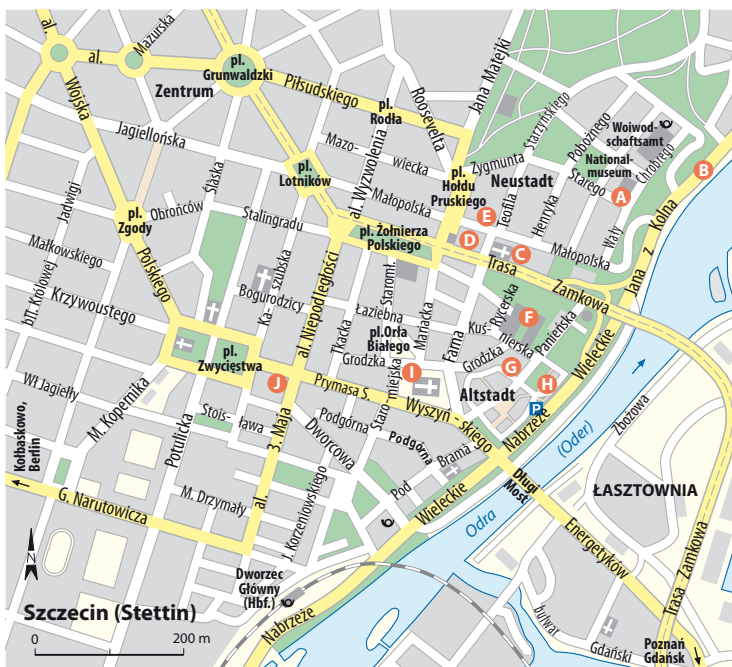 al.
Mazurska
al.
pl.
Grunwaldzki
Zentrum
Piłsudskiego
pl.
Rodła
Roosevelta
Jana Matejki
Starzyńskiego
Pobożnego
Woiwod-
schaftsamt
National-
museum
Chrobrego
Wały
Starego
Zygmunta
Neustadt
Teofila
Henryka
Wojska
Jagiellońska
Mazo-
wiecka
al. Wyzwolenia
pl.
Lotników
Małopolska
pl.
Hołdu
Pruskiego
Małopolska
Jana z Kolna
Jadwigi
bł. Królowej
Śląska
Obrońców
Stalingradu
pl.
Zgody
Polskiego
Małkowskiego
Krzywoustego
pl. Żołnierza
Polskiego
Trasa
Zamkowa
Ka-
szubska
Bogurodzicy
al. Niepodległości
Staromł.
Łaziebna
Tkacka
pl.Orła
Białego
Mariacka
Farna
Kuś-
nierska
Rycerska
Panieńska
Grodzka
Grodzka
Altstadt
pl.
Zwycięstwa
Prymasa S.
Wyszyń-skiego
Staro-miejska
Wł Jagiełły
M. Kopernika
Potulicka
Stois-
ława
3. Maja
al.
Dworcowa
Podgórna
Podgórna
Pod
Brama
Wieleckie
Nabrzeże
Wieleckie
Nabrzeże
Długi
Most
(Oder)
Odra
Zbożowa
ŁASZTOWNIA
Energetyków
Trasa Zamkowa
Kołbaskowo,
Berlin
G. Narutowicza
M. Drzymały
J. Korzeniowskiego
Dworzec
Główny
(Hbf.)
bulwar
Gdański
Poznań
Gdańsk
A
B
C
D
E
F
G
H
I
J
P
N
Szczecin (Stettin)
0 200 m